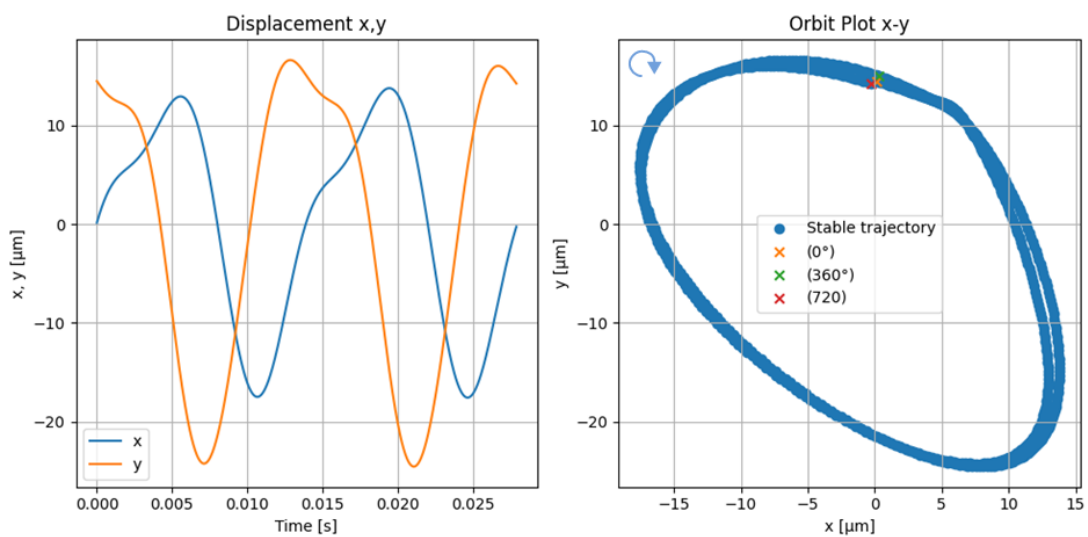 Displacement x,y
x, y [μm]
10
0
−10
−20
x
y
0.000
0.005
0.010
0.015
0.020
0.025
Time [s]
Orbit Plot x-y
y [μm]
10
0
−10
−20
Stable trajectory
(0°)
(360°)
(720)
−15
−10
−5
0
5
10
15
x [μm]